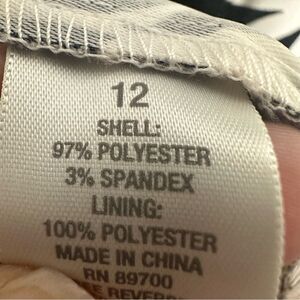 12
SHELL:
97% POLYESTER
3% SPANDEX
LINING:
100% POLYESTER
MADE IN CHINA
RN 89700